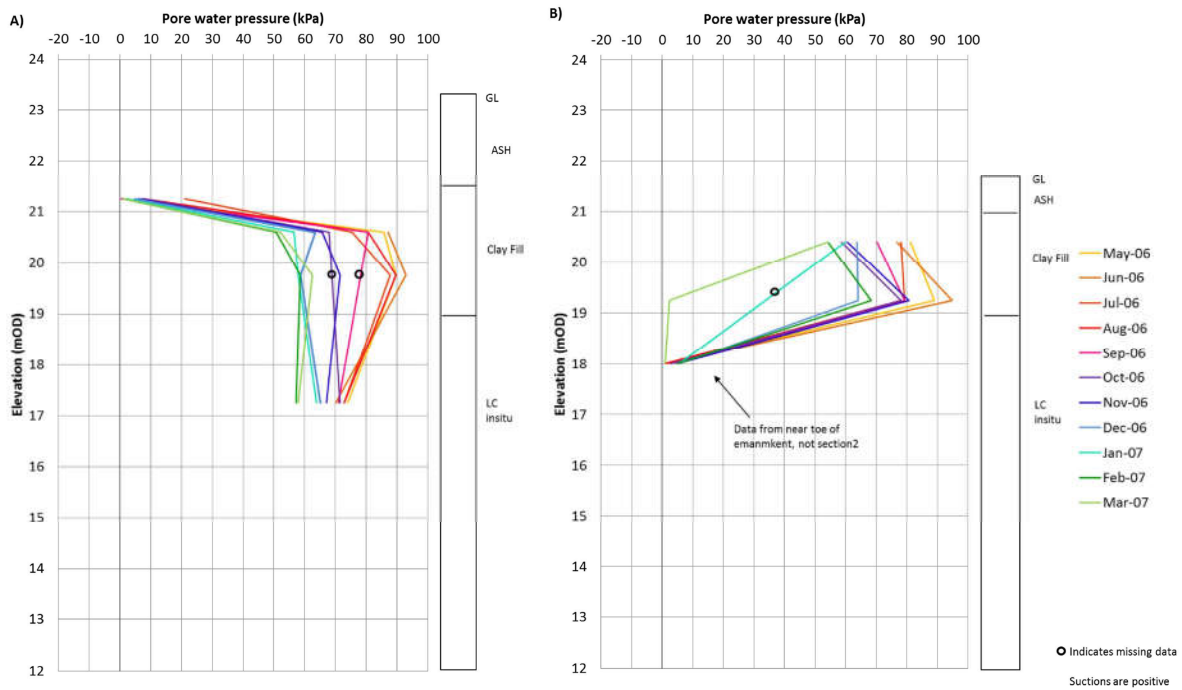 A)
Pore water pressure (kPa)
-20 -10 0 10 20 30 40 50 60 70 80 90 100
24
23
22
21
20
19
18
17
16
15
14
13
12
Elevation (mOD)
GL
ASH
Clay Fill
LC
insitu
B)
Pore water pressure (kPa)
-20 -10 0 10 20 30 40 50 60 70 80 90 100
24
23
22
21
20
19
18
17
16
15
14
13
12
Elevation (mOD)
Data from near toe of
emanmkent, not section2
GL
ASH
Clay Fill
LC
insitu
May-06
Jun-06
Jul-06
Aug-06
Sep-06
Oct-06
Nov-06
Dec-06
Jan-07
Feb-07
Mar-07
Indicates missing data
Suctions are positive